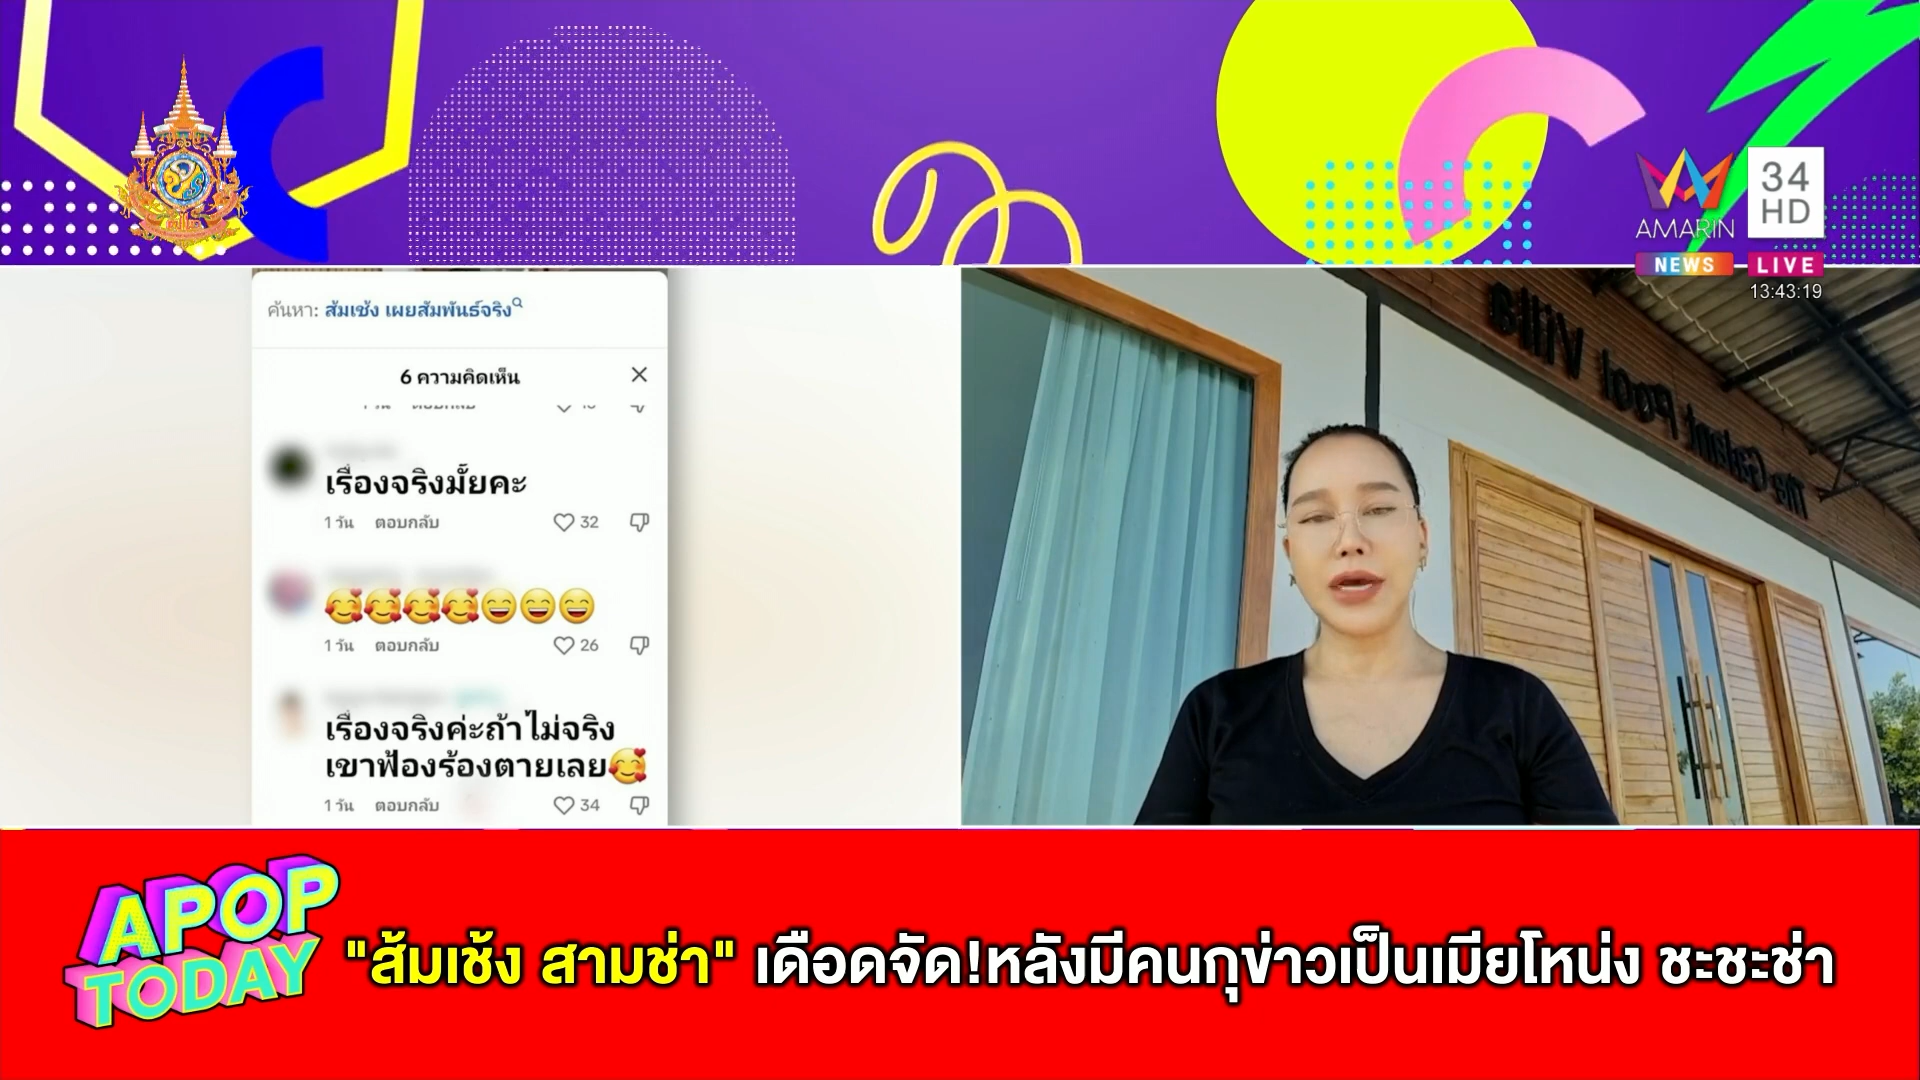 AMARIN
34
HD
NEWS
LIVE
13:43:19
ค้นหา: ส้มเช้ง เผยสัมพันธ์จริง
6 ความคิดเห็น
เรื่องจริงมั้ยคะ
1 วัน ตอบกลับ 32
🥰🥰🥰🥰😄😄😄
1 วัน ตอบกลับ 26
เรื่องจริงค่ะถ้าไม่จริง
เขาฟ้องร้องตายเลย🥰
1 วัน ตอบกลับ 34
The Galant Pool Villa
APOP
TODAY
"ส้มเช้ง สามช่า" เดือดจัด!หลังมีคนกุข่าวเป็นเมียโหน่ง ชะชะช่า